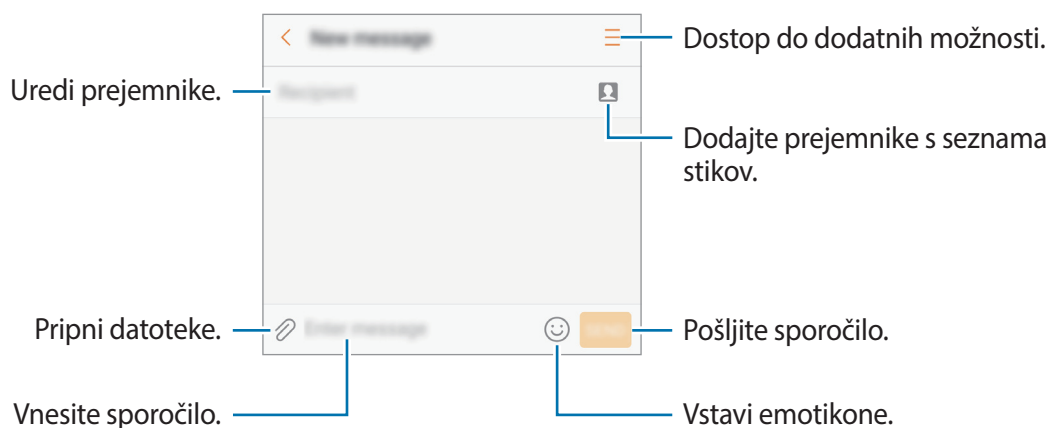 New message
Dostop do dodatnih možnosti.
Uredi prejemnike.
Recipient
Dodajte prejemnike s seznama
stikov.
Pripni datoteke.
Enter message
Pošljite sporočilo.
Vnesite sporočilo.
Vstavi emotikone.